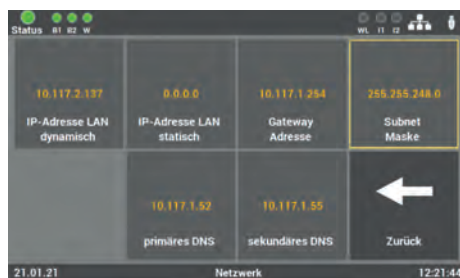 Status B1 B2 W WL I1 I2
10.117.2.137 0.0.0.0 10.117.1.254 255.255.248.0
IP-Adresse LAN dynamisch
IP-Adresse LAN statisch
Gateway Adresse
Subnet Maske
10.117.1.52 10.117.1.55
primäres DNS sekundäres DNS Zurück
21.01.21 Netzwerk 12:21:44